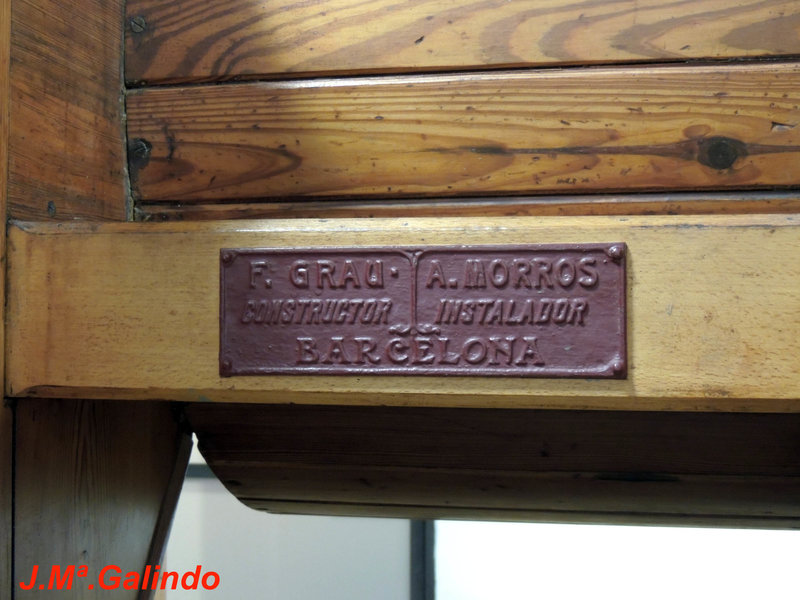 F. GRAU · A. MORROS
CONSTRUCTOR INSTALADOR
BARCELONA
J.Mª.Galindo